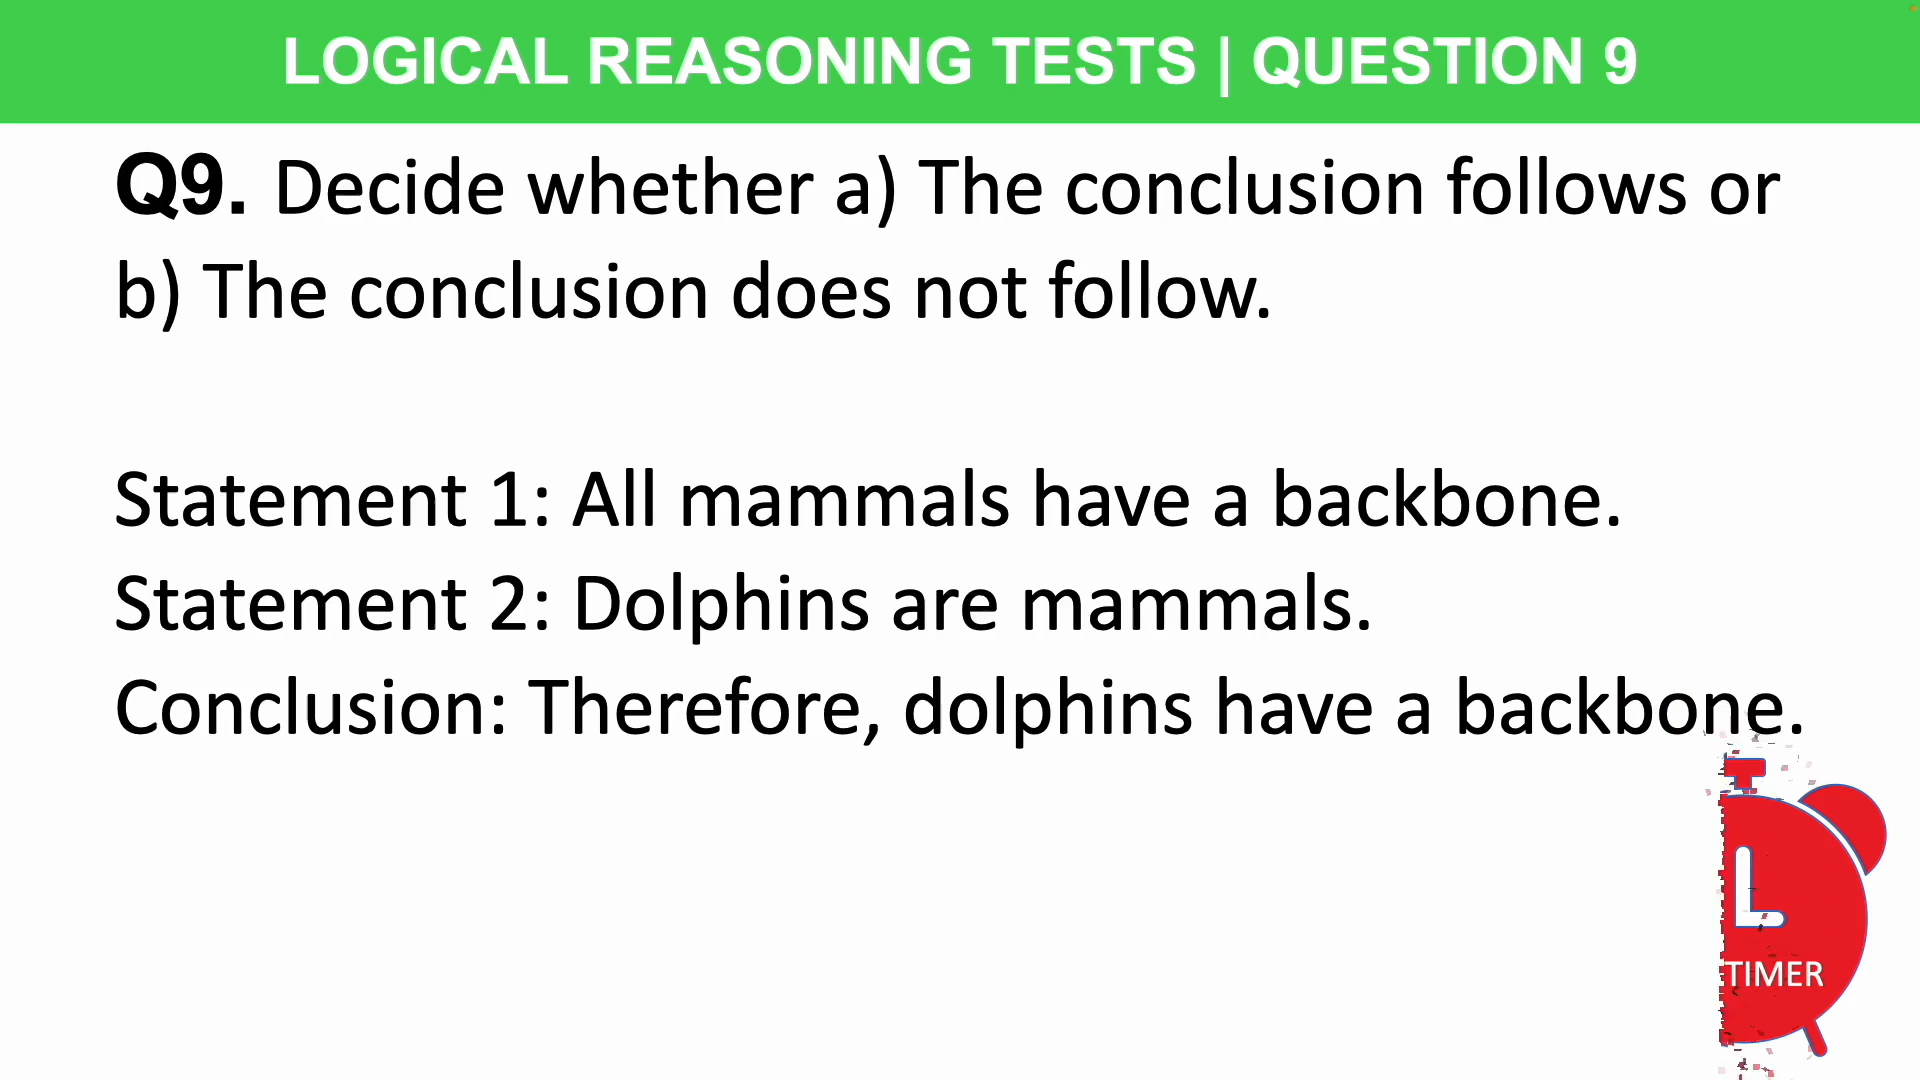 LOGICAL REASONING TESTS | QUESTION 9
Q9. Decide whether a) The conclusion follows or
b) The conclusion does not follow.
Statement 1: All mammals have a backbone.
Statement 2: Dolphins are mammals.
Conclusion: Therefore, dolphins have a backbone.
TIMER